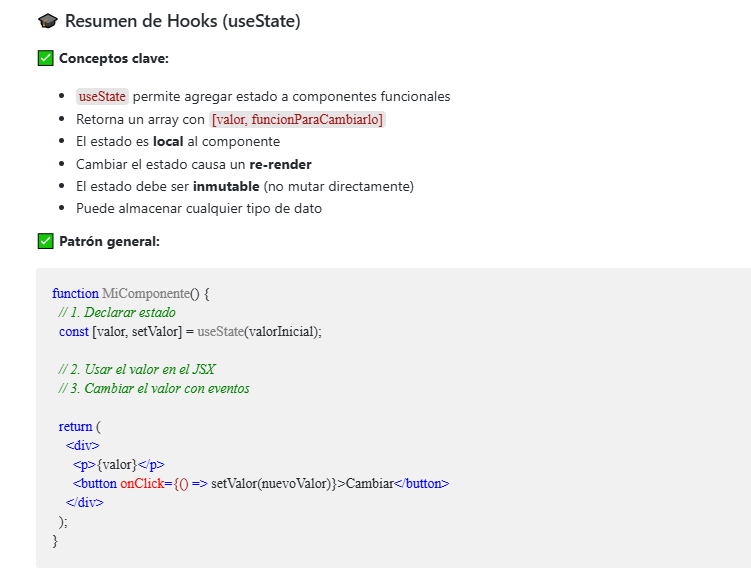 🎓 Resumen de Hooks (useState)
✅ Conceptos clave:
• useState permite agregar estado a componentes funcionales
• Retorna un array con [valor, funcionParaCambiarlo]
• El estado es local al componente
• Cambiar el estado causa un re-render
• El estado debe ser inmutable (no mutar directamente)
• Puede almacenar cualquier tipo de dato
✅ Patrón general:
function MiComponente() {
  // 1. Declarar estado
  const [valor, setValor] = useState(valorInicial);
  // 2. Usar el valor en el JSX
  // 3. Cambiar el valor con eventos
  return (
    <div>
      <p>{valor}</p>
      <button onClick={() => setValor(nuevoValor)}>Cambiar</button>
    </div>
  );
}